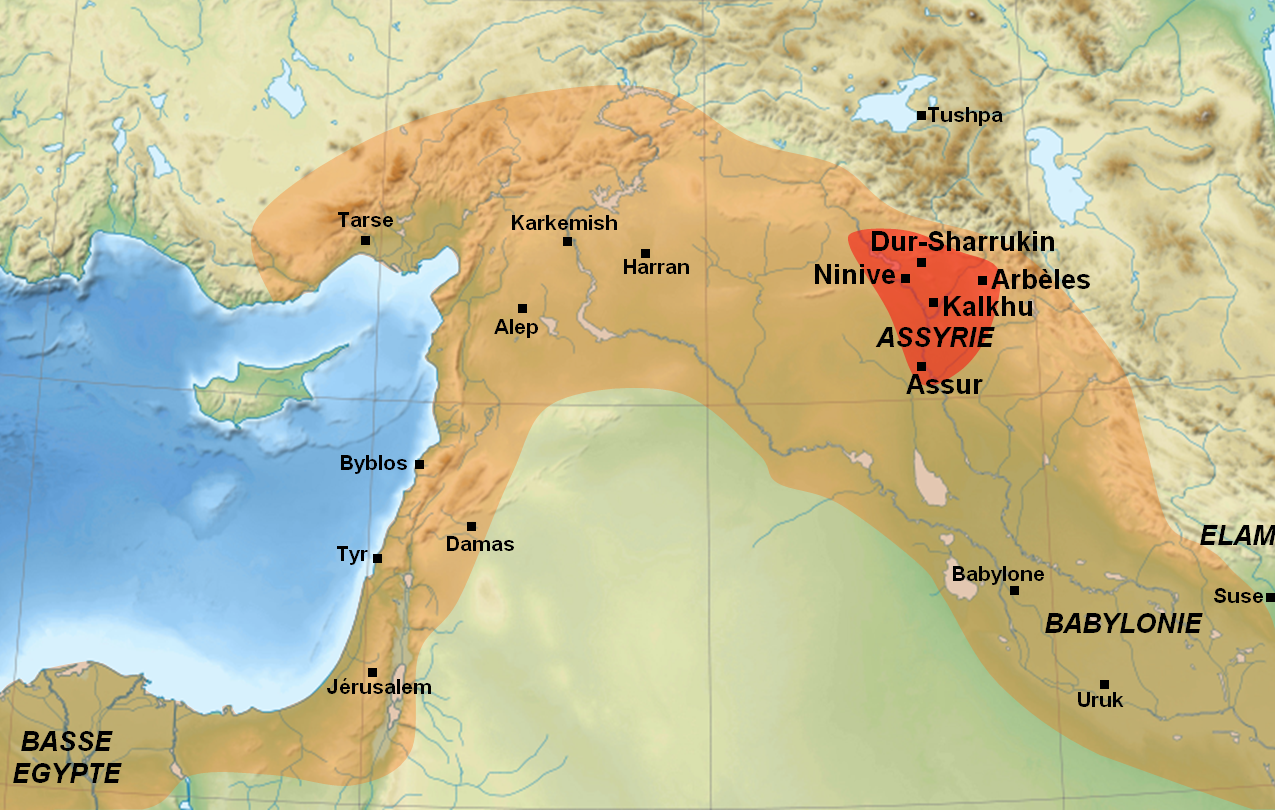 Tushpa
Tarse
Karkemish
Harran
Dur-Sharrukin
Ninive
Arbèles
Kalkhu
Alep
ASSYRIE
Assur
Byblos
ELAM
Damas
Tyr
Babylone
Suse
BABYLONIE
Jérusalem
Uruk
BASSE
EGYPTE